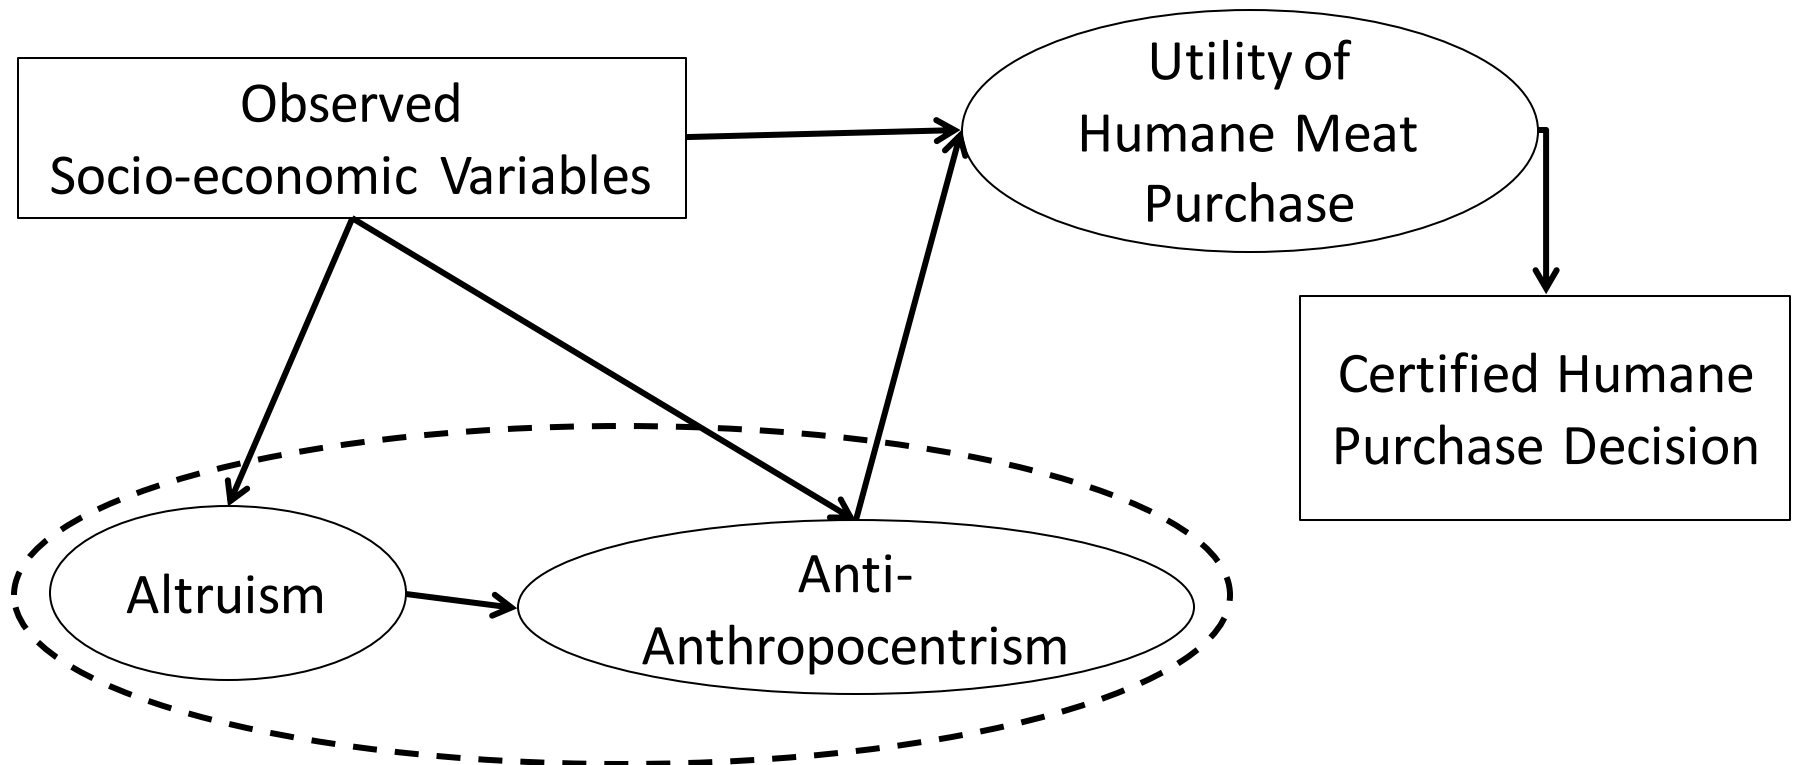 Observed
Socio-economic Variables
Utility of
Humane Meat
Purchase
Certified Humane
Purchase Decision
Altruism
Anti-
Anthropocentrism